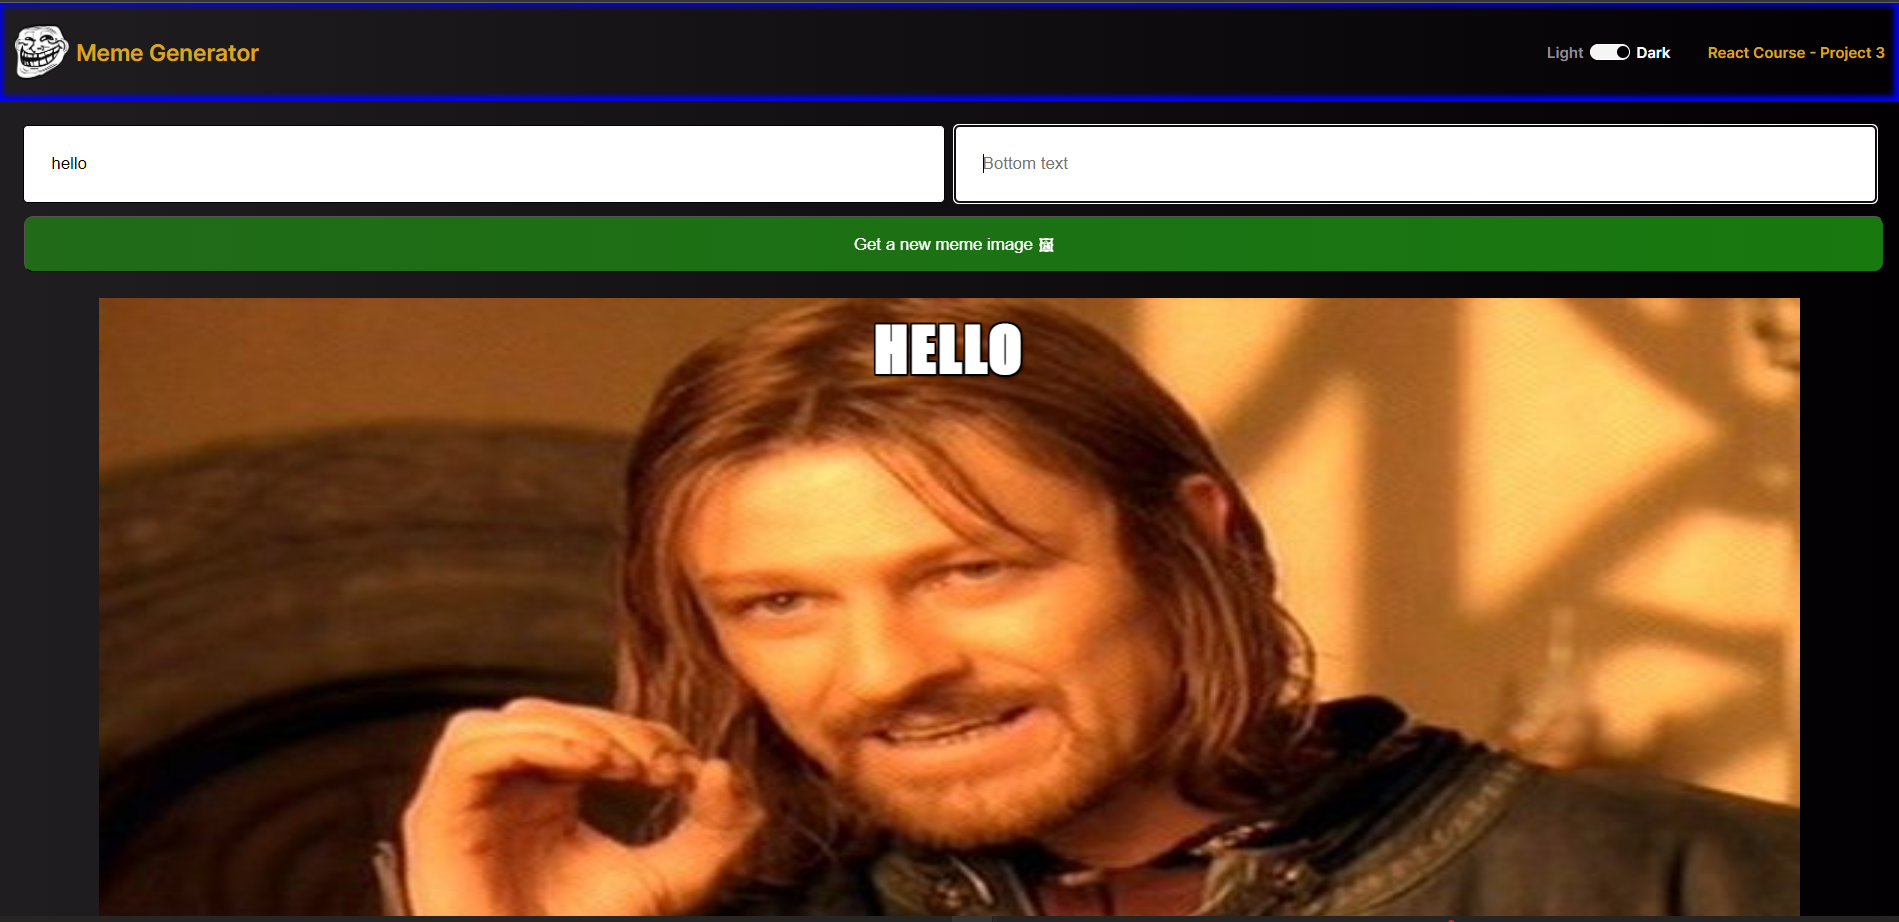 Meme Generator
Light Dark
React Course - Project 3
hello
Bottom text
Get a new meme image 🖼
HELLO